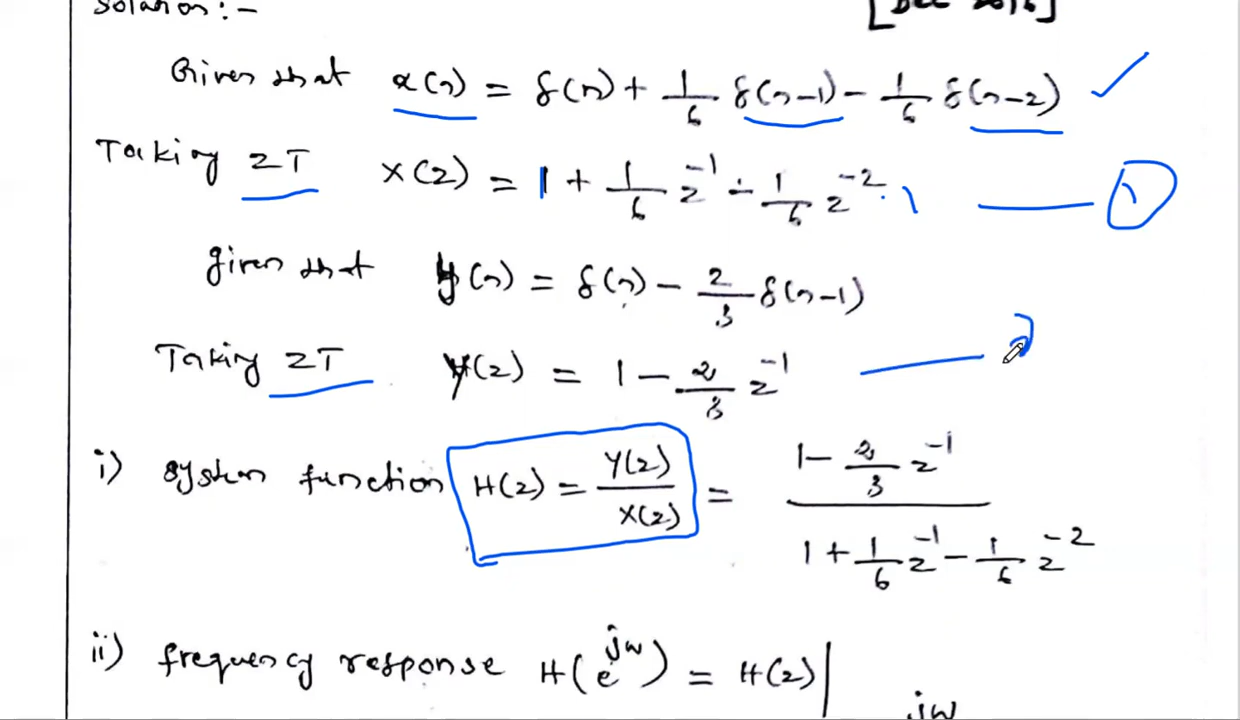 Solution:-
Given that x(n) = δ(n) + 1/6 δ(n-1) - 1/6 δ(n-2) ✓
Taking ZT X(z) = 1 + 1/6 z^-1 - 1/6 z^-2 . 1 —— ①
given that y(n) = δ(n) - 2/3 δ(n-1)
Taking ZT Y(z) = 1 - 2/3 z^-1 —— 2
i) system function H(z) = Y(z)/X(z) = (1 - 2/3 z^-1)/(1 + 1/6 z^-1 - 1/6 z^-2)
ii) frequency response H(e^jw) = H(z)|
jw